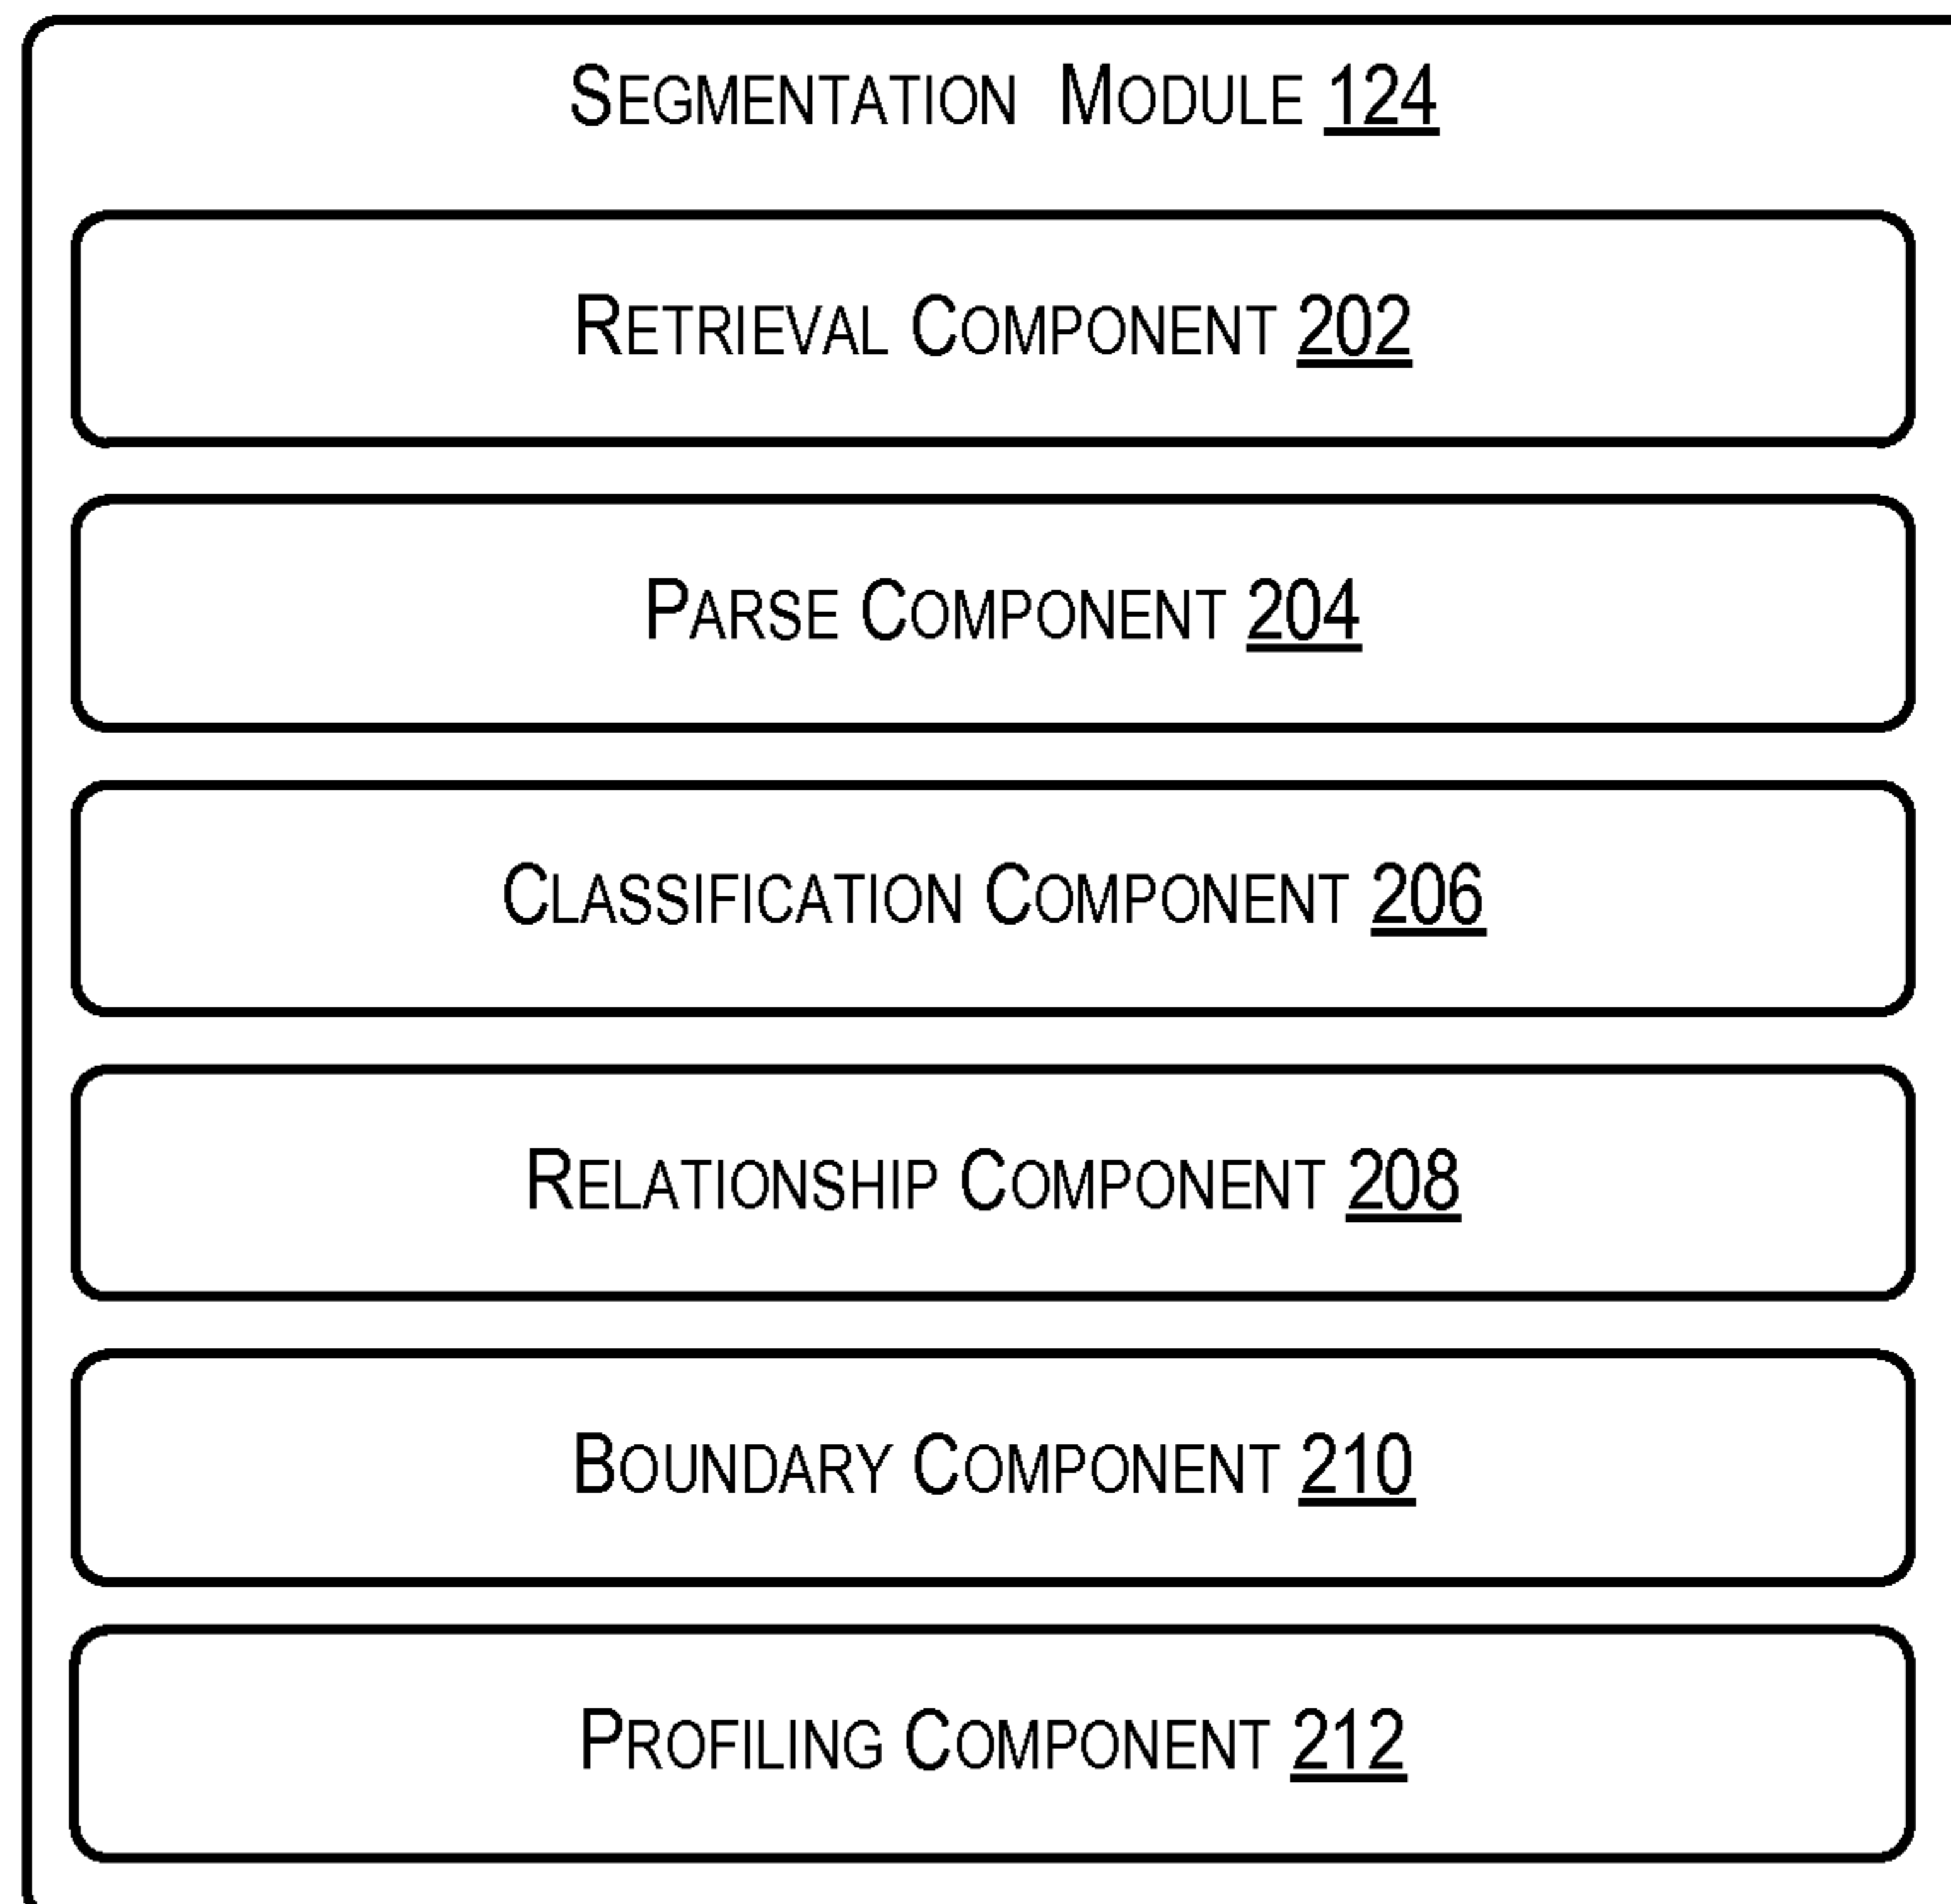 Segmentation Module 124
Retrieval Component 202
Parse Component 204
Classification Component 206
Relationship Component 208
Boundary Component 210
Profiling Component 212